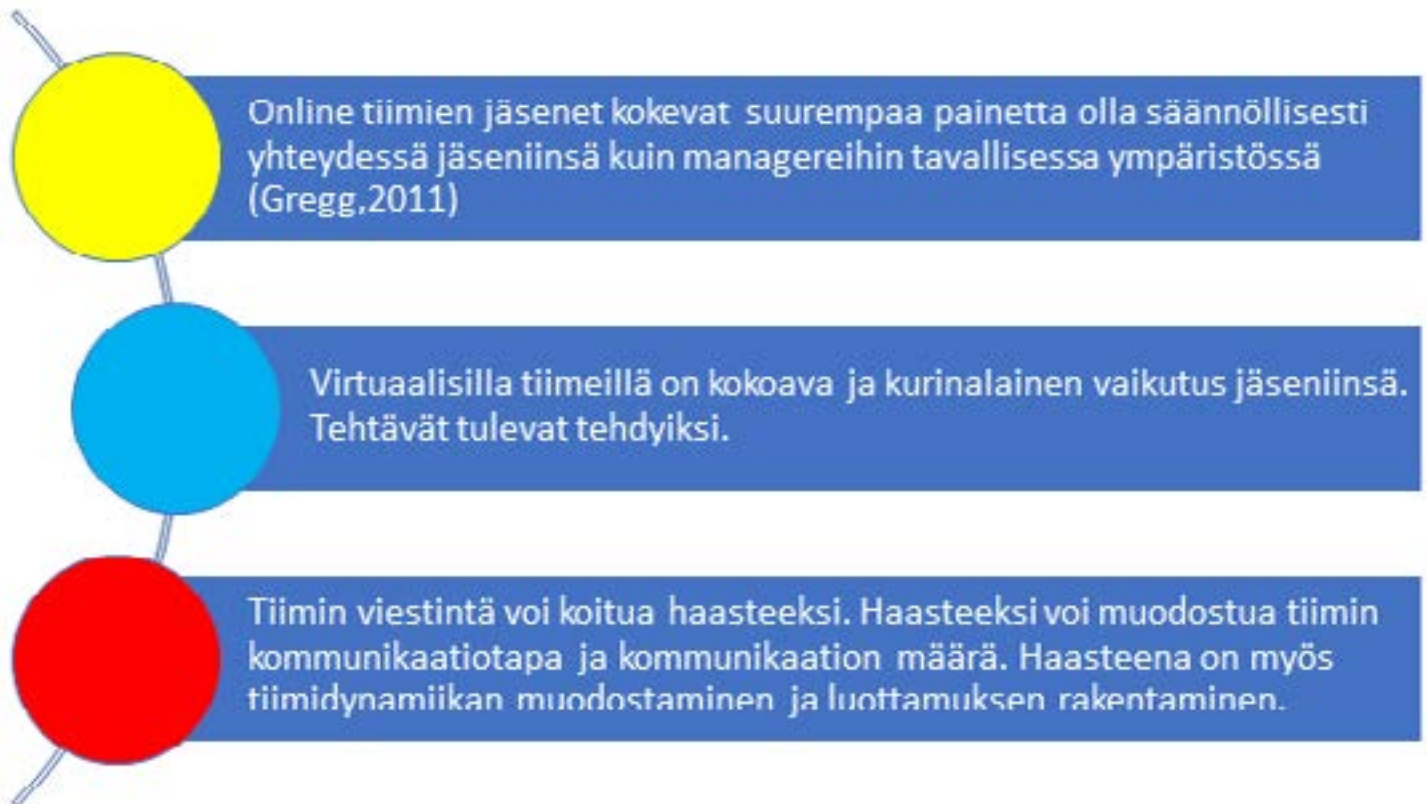 Online tiimien jäsenet kokevat suurempaa painetta olla säännöllisesti
yhteydessä jäseniinsä kuin managereihin tavallisessa ympäristössä
(Gregg,2011)
Virtuaalisilla tiimeillä on kokoava ja kurinalainen vaikutus jäseniinsä.
Tehtävät tulevat tehdyiksi.
Tiimin viestintä voi koitua haasteeksi. Haasteeksi voi muodostua tiimin
kommunikaatiotapa ja kommunikaation määrä. Haasteena on myös
tiimidynamiikan muodostaminen ja luottamuksen rakentaminen.